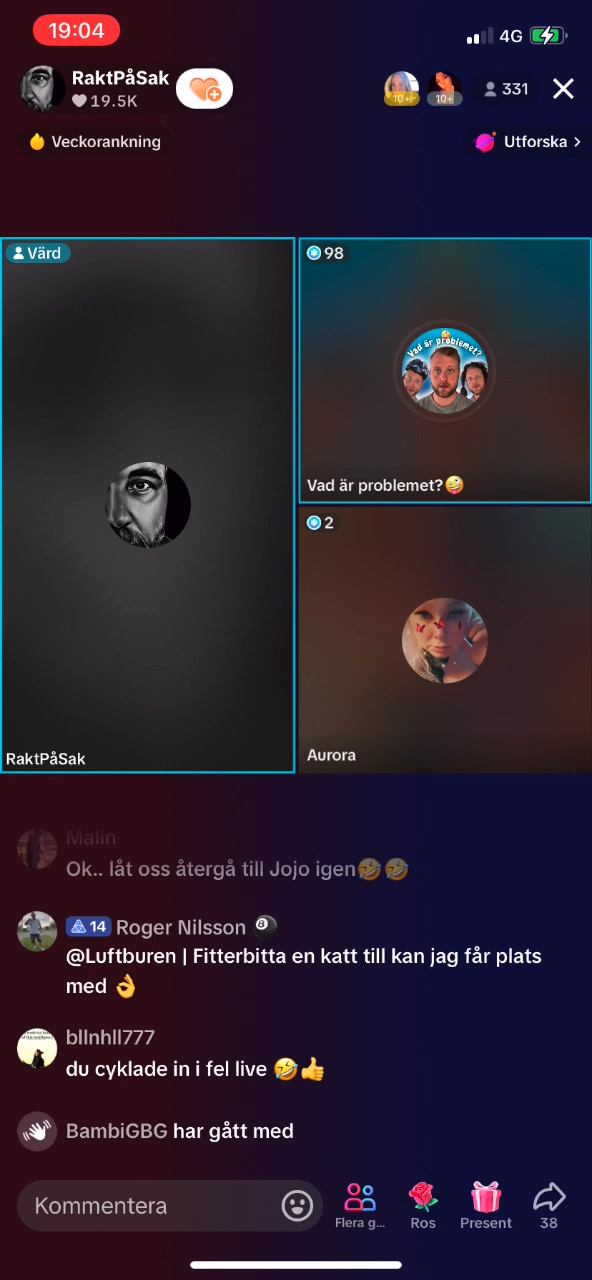 19:04
4G
RaktPåSak
19.5K
10+
10+
331
Veckorankning
Utforska >
Värd
98
Vad är problemet?
Vad är problemet?🤪
2
RaktPåSak
Aurora
Malin
Ok.. låt oss återgå till Jojo igen🤣🤣
14 Roger Nilsson 🎱
@Luftburen | Fitterbitta en katt till kan jag får plats
med 👌
bllnhll777
du cyklade in i fel live 🤣👍
BambiGBG har gått med
Kommentera
Flera g...
Ros
Present
38